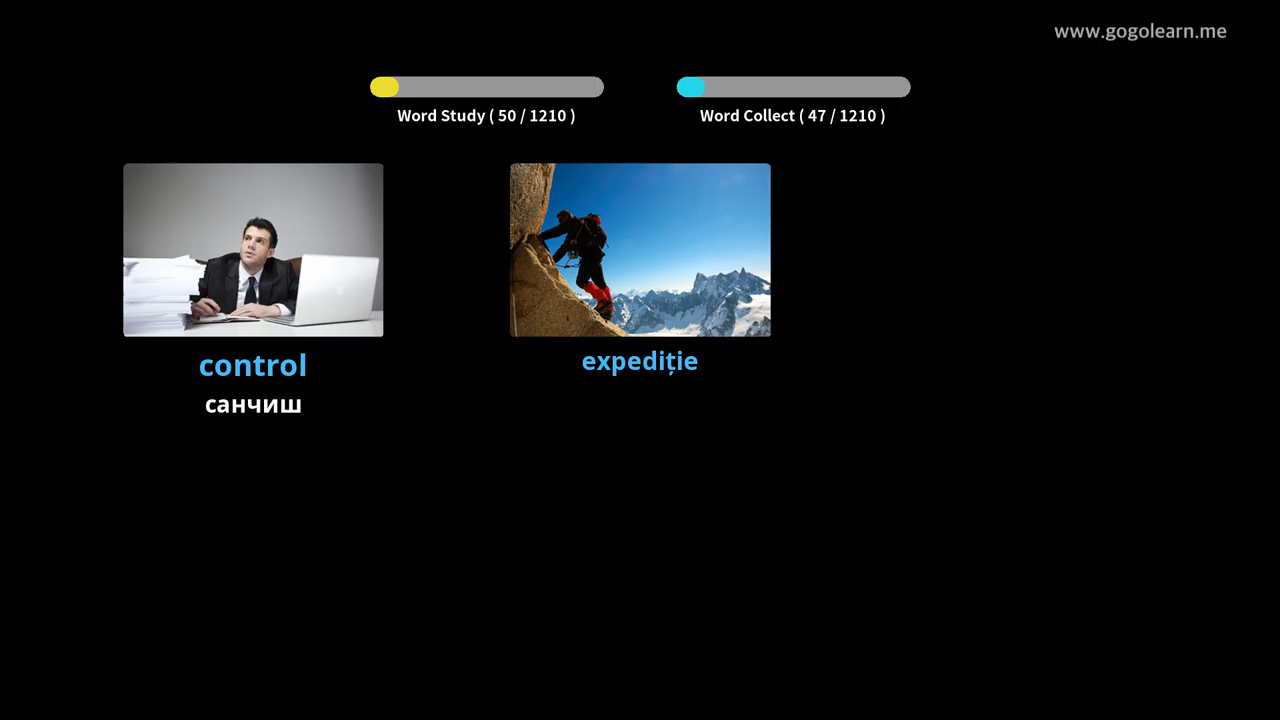 www.gogolearn.me
Word Study ( 50 / 1210 )
Word Collect ( 47 / 1210 )
control
санчиш
expediție